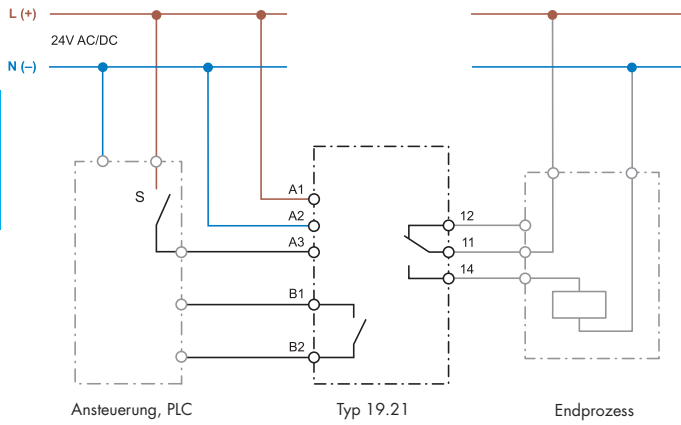 L (+)
24V AC/DC
N (–)
S
A1
A2
A3
B1
B2
12
11
14
Ansteuerung, PLC
Typ 19.21
Endprozess